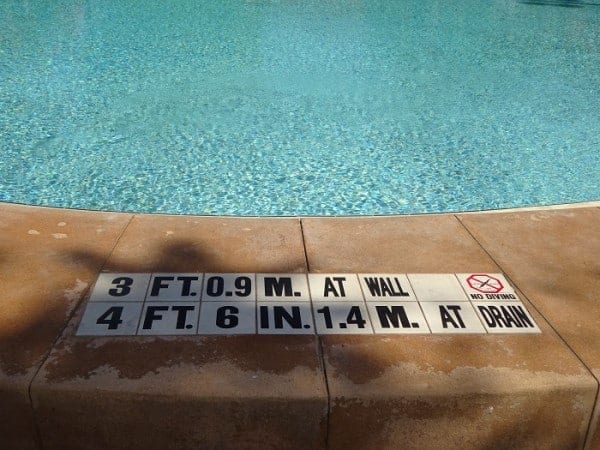 3 FT. 0.9 M. AT WALL
NO DIVING
4 FT. 6 IN. 1.4 M. AT DRAIN